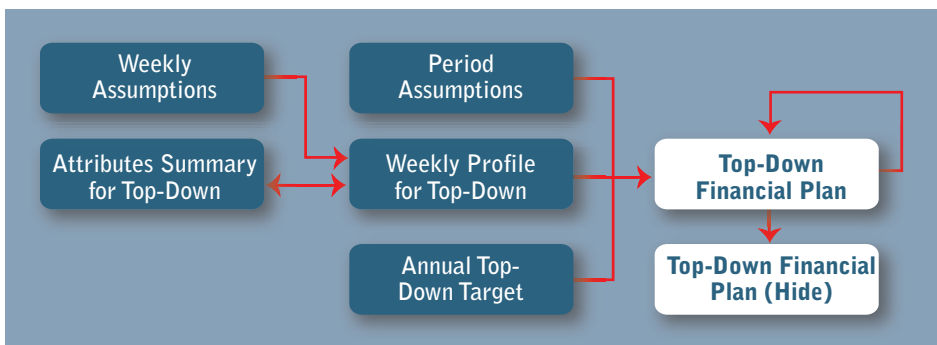 Weekly
Assumptions
Period
Assumptions
Attributes Summary
for Top-Down
Weekly Profile
for Top-Down
Top-Down
Financial Plan
Annual Top-
Down Target
Top-Down Financial
Plan (Hide)